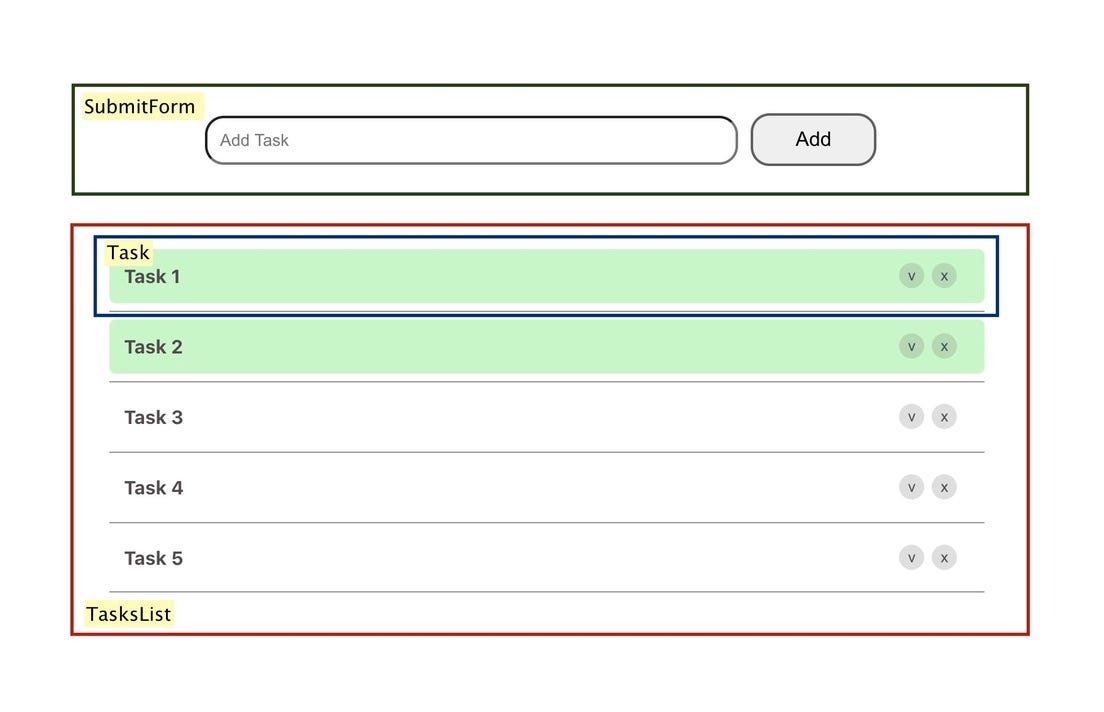 SubmitForm
Add Task
Add
Task
Task 1
v x
Task 2
v x
Task 3
v x
Task 4
v x
Task 5
v x
TasksList